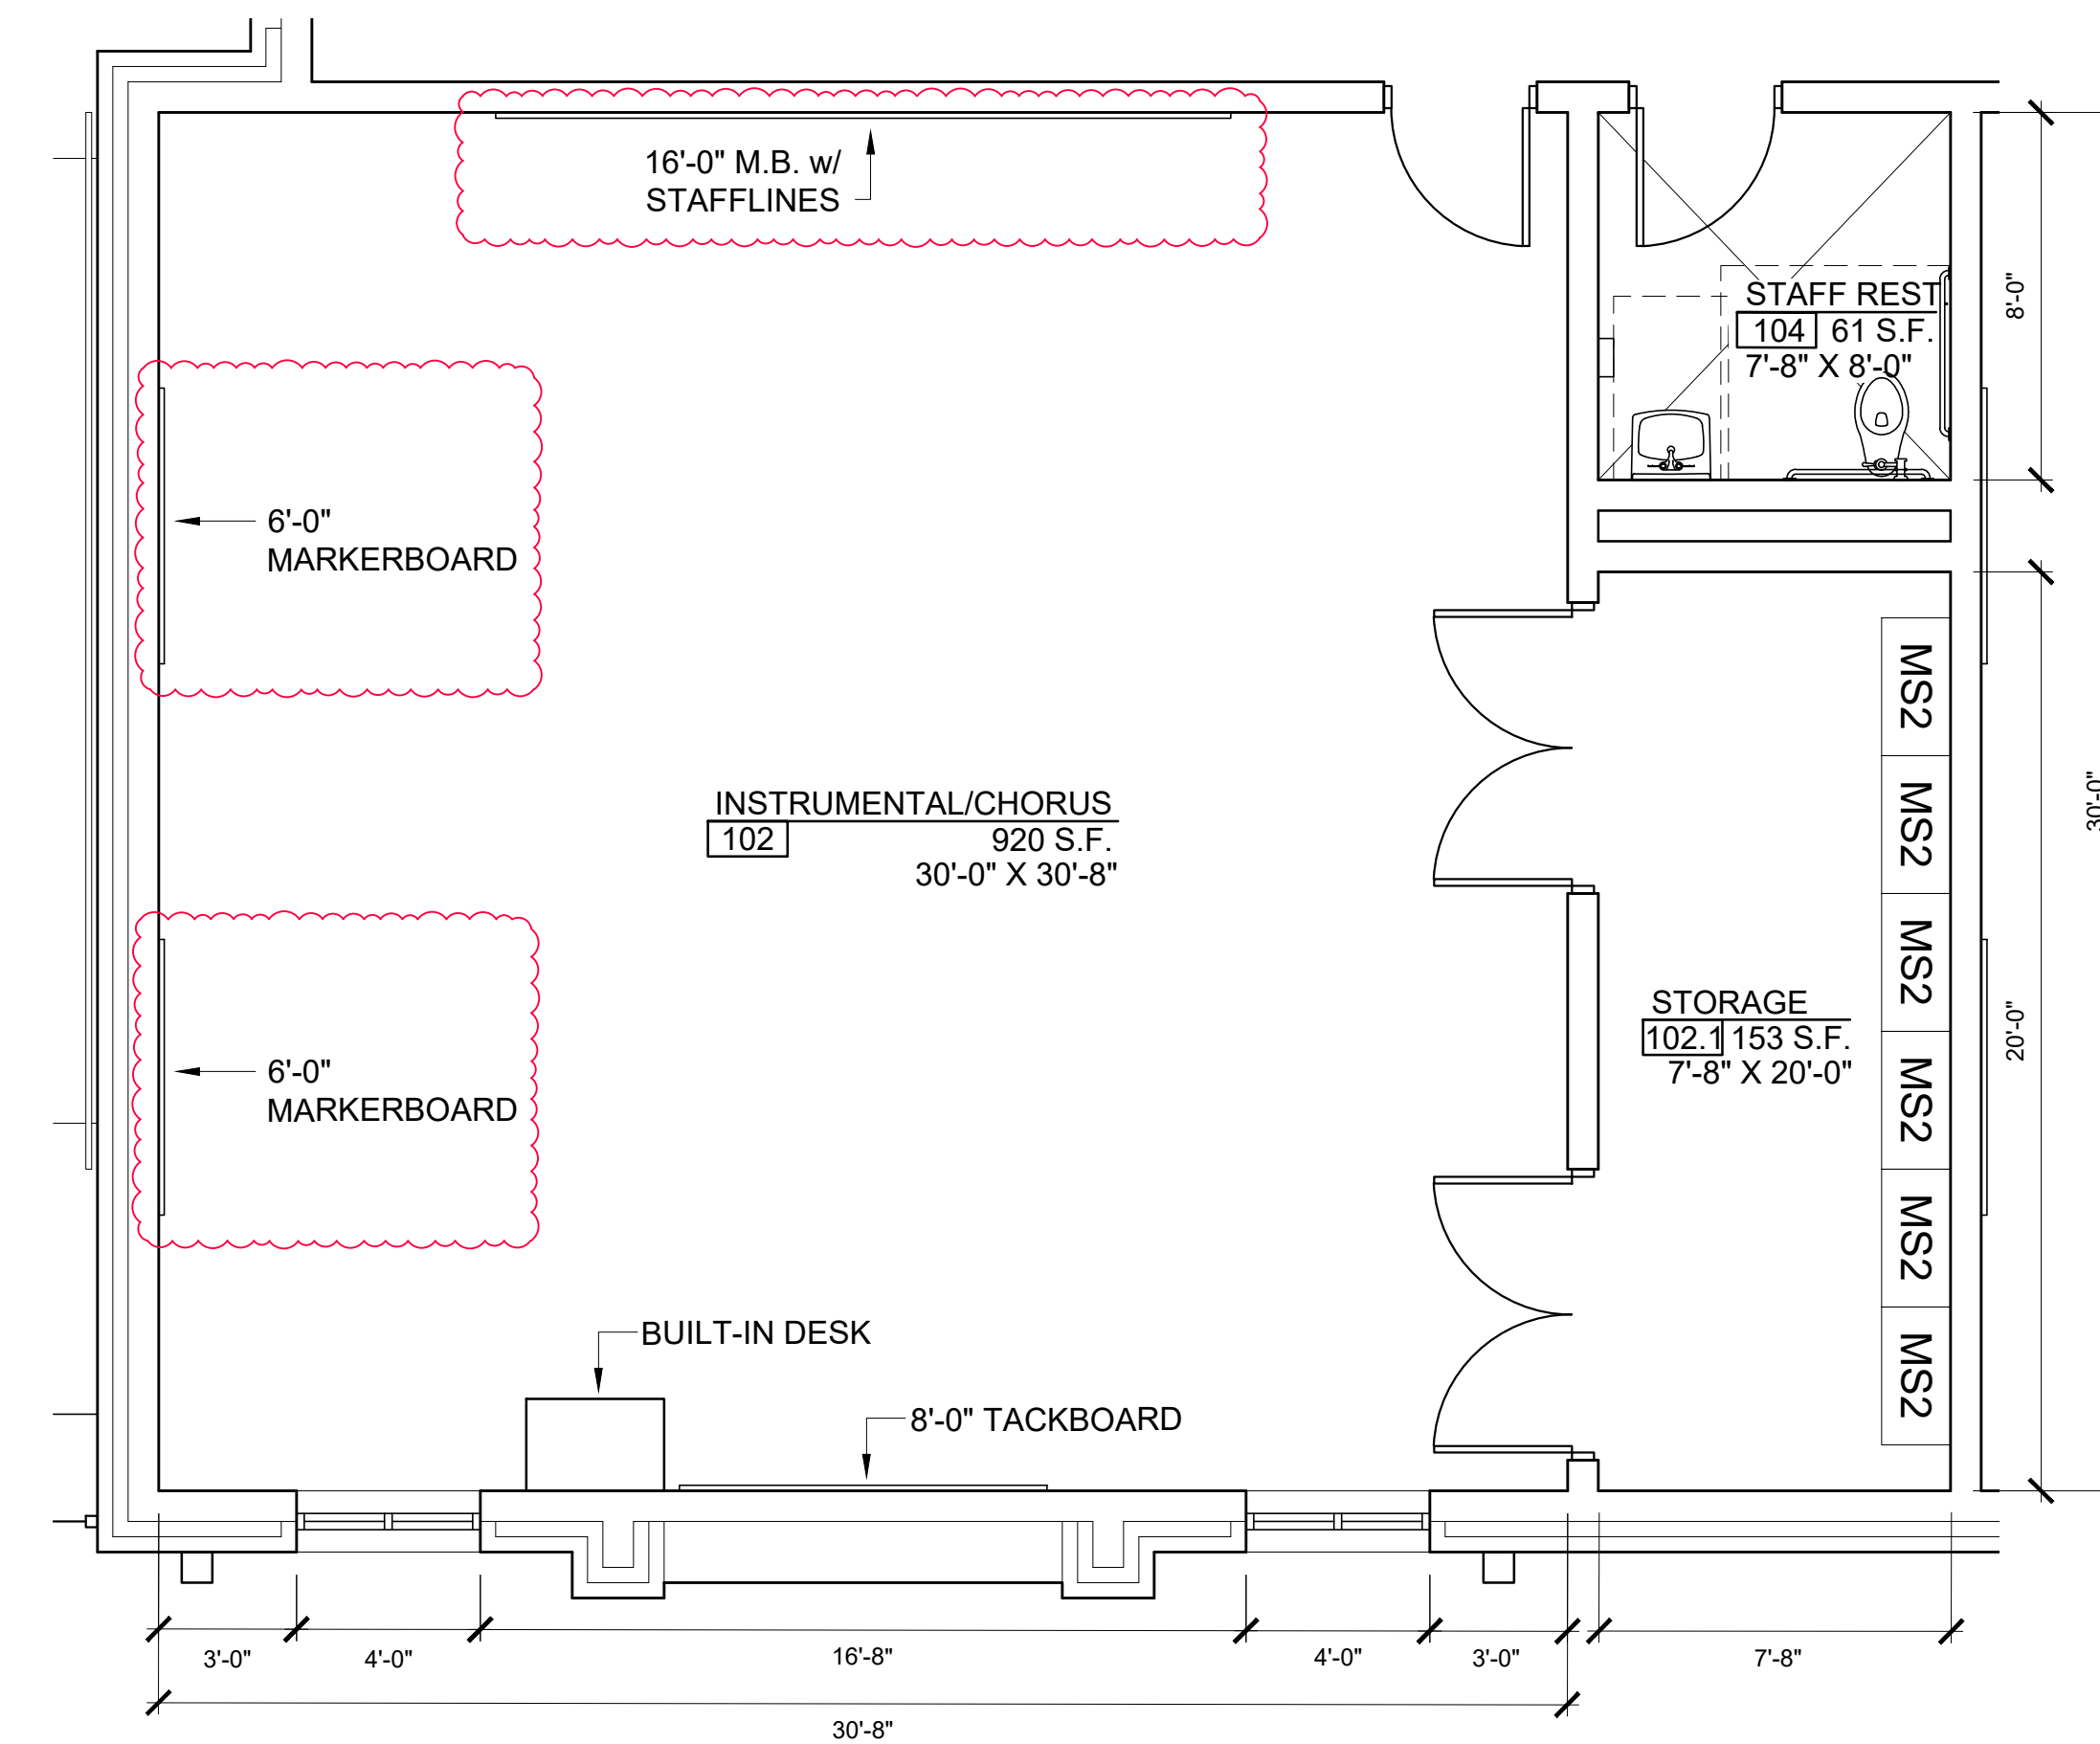 16'-0" M.B. w/
STAFFLINES
STAFF REST.
104 61 S.F.
7'-8" X 8'-0"
8'-0"
6'-0"
MARKERBOARD
MS2
MS2
MS2
MS2
MS2
MS2
30'-0"
INSTRUMENTAL/CHORUS
102 920 S.F.
30'-0" X 30'-8"
STORAGE
102.1 153 S.F.
7'-8" X 20'-0"
20'-0"
6'-0"
MARKERBOARD
BUILT-IN DESK
8'-0" TACKBOARD
3'-0"
4'-0"
16'-8"
4'-0"
3'-0"
7'-8"
30'-8"